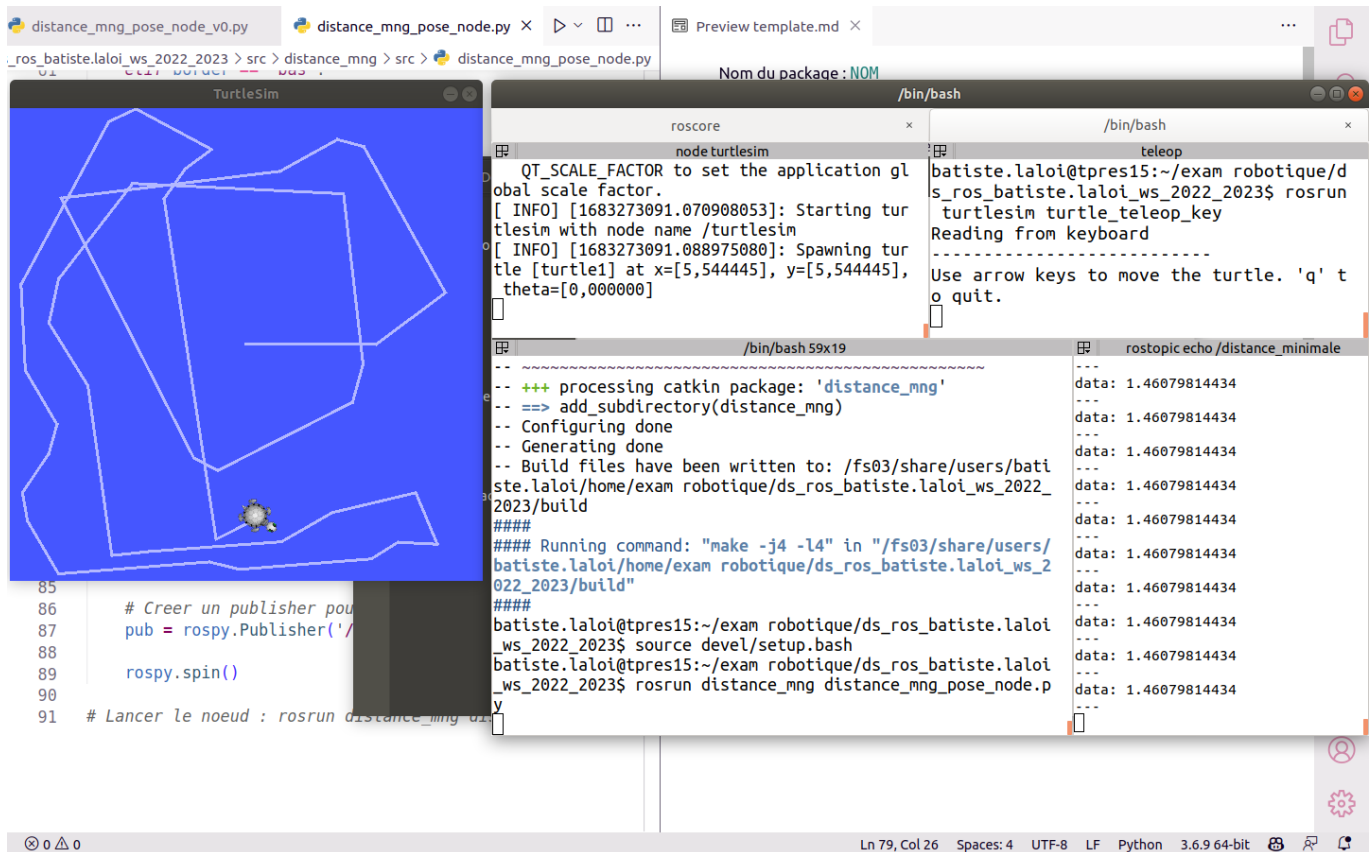 distance_mng_pose_node_v0.py
distance_mng_pose_node.py
Preview template.md
_ros_batiste.laloi_ws_2022_2023 > src > distance_mng > src > distance_mng_pose_node.py
Nom du package : NOM
TurtleSim
/bin/bash
roscore
/bin/bash
node turtlesim
QT_SCALE_FACTOR to set the application gl
obal scale factor.
[ INFO] [1683273091.070908053]: Starting tur
tlesim with node name /turtlesim
[ INFO] [1683273091.088975080]: Spawning tur
tle [turtle1] at x=[5,544445], y=[5,544445],
theta=[0,000000]
teleop
batiste.laloi@tpres15:~/exam robotique/d
s_ros_batiste.laloi_ws_2022_2023$ rosrun
turtlesim turtle_teleop_key
Reading from keyboard
---------------------------
Use arrow keys to move the turtle. 'q' t
o quit.
/bin/bash 59x19
-- ~~~~~~~~~~~~~~~~~~~~~~~~~~~~~~~~~~~~~~~~~~~~~~~~~
-- +++ processing catkin package: 'distance_mng'
-- ==> add_subdirectory(distance_mng)
-- Configuring done
-- Generating done
-- Build files have been written to: /fs03/share/users/bati
ste.laloi/home/exam robotique/ds_ros_batiste.laloi_ws_2022_
2023/build
####
#### Running command: "make -j4 -l4" in "/fs03/share/users/
batiste.laloi/home/exam robotique/ds_ros_batiste.laloi_ws_2
022_2023/build"
####
batiste.laloi@tpres15:~/exam robotique/ds_ros_batiste.laloi
_ws_2022_2023$ source devel/setup.bash
batiste.laloi@tpres15:~/exam robotique/ds_ros_batiste.laloi
_ws_2022_2023$ rosrun distance_mng distance_mng_pose_node.p
y
rostopic echo /distance_minimale
---
data: 1.46079814434
---
data: 1.46079814434
---
data: 1.46079814434
---
data: 1.46079814434
---
data: 1.46079814434
---
data: 1.46079814434
---
data: 1.46079814434
---
data: 1.46079814434
---
data: 1.46079814434
---
data: 1.46079814434
---
85
86 # Creer un publisher pou
87 pub = rospy.Publisher('/
88
89 rospy.spin()
90
91 # Lancer le noeud : rosrun distance_mng di
0 0
Ln 79, Col 26 Spaces: 4 UTF-8 LF Python 3.6.9 64-bit